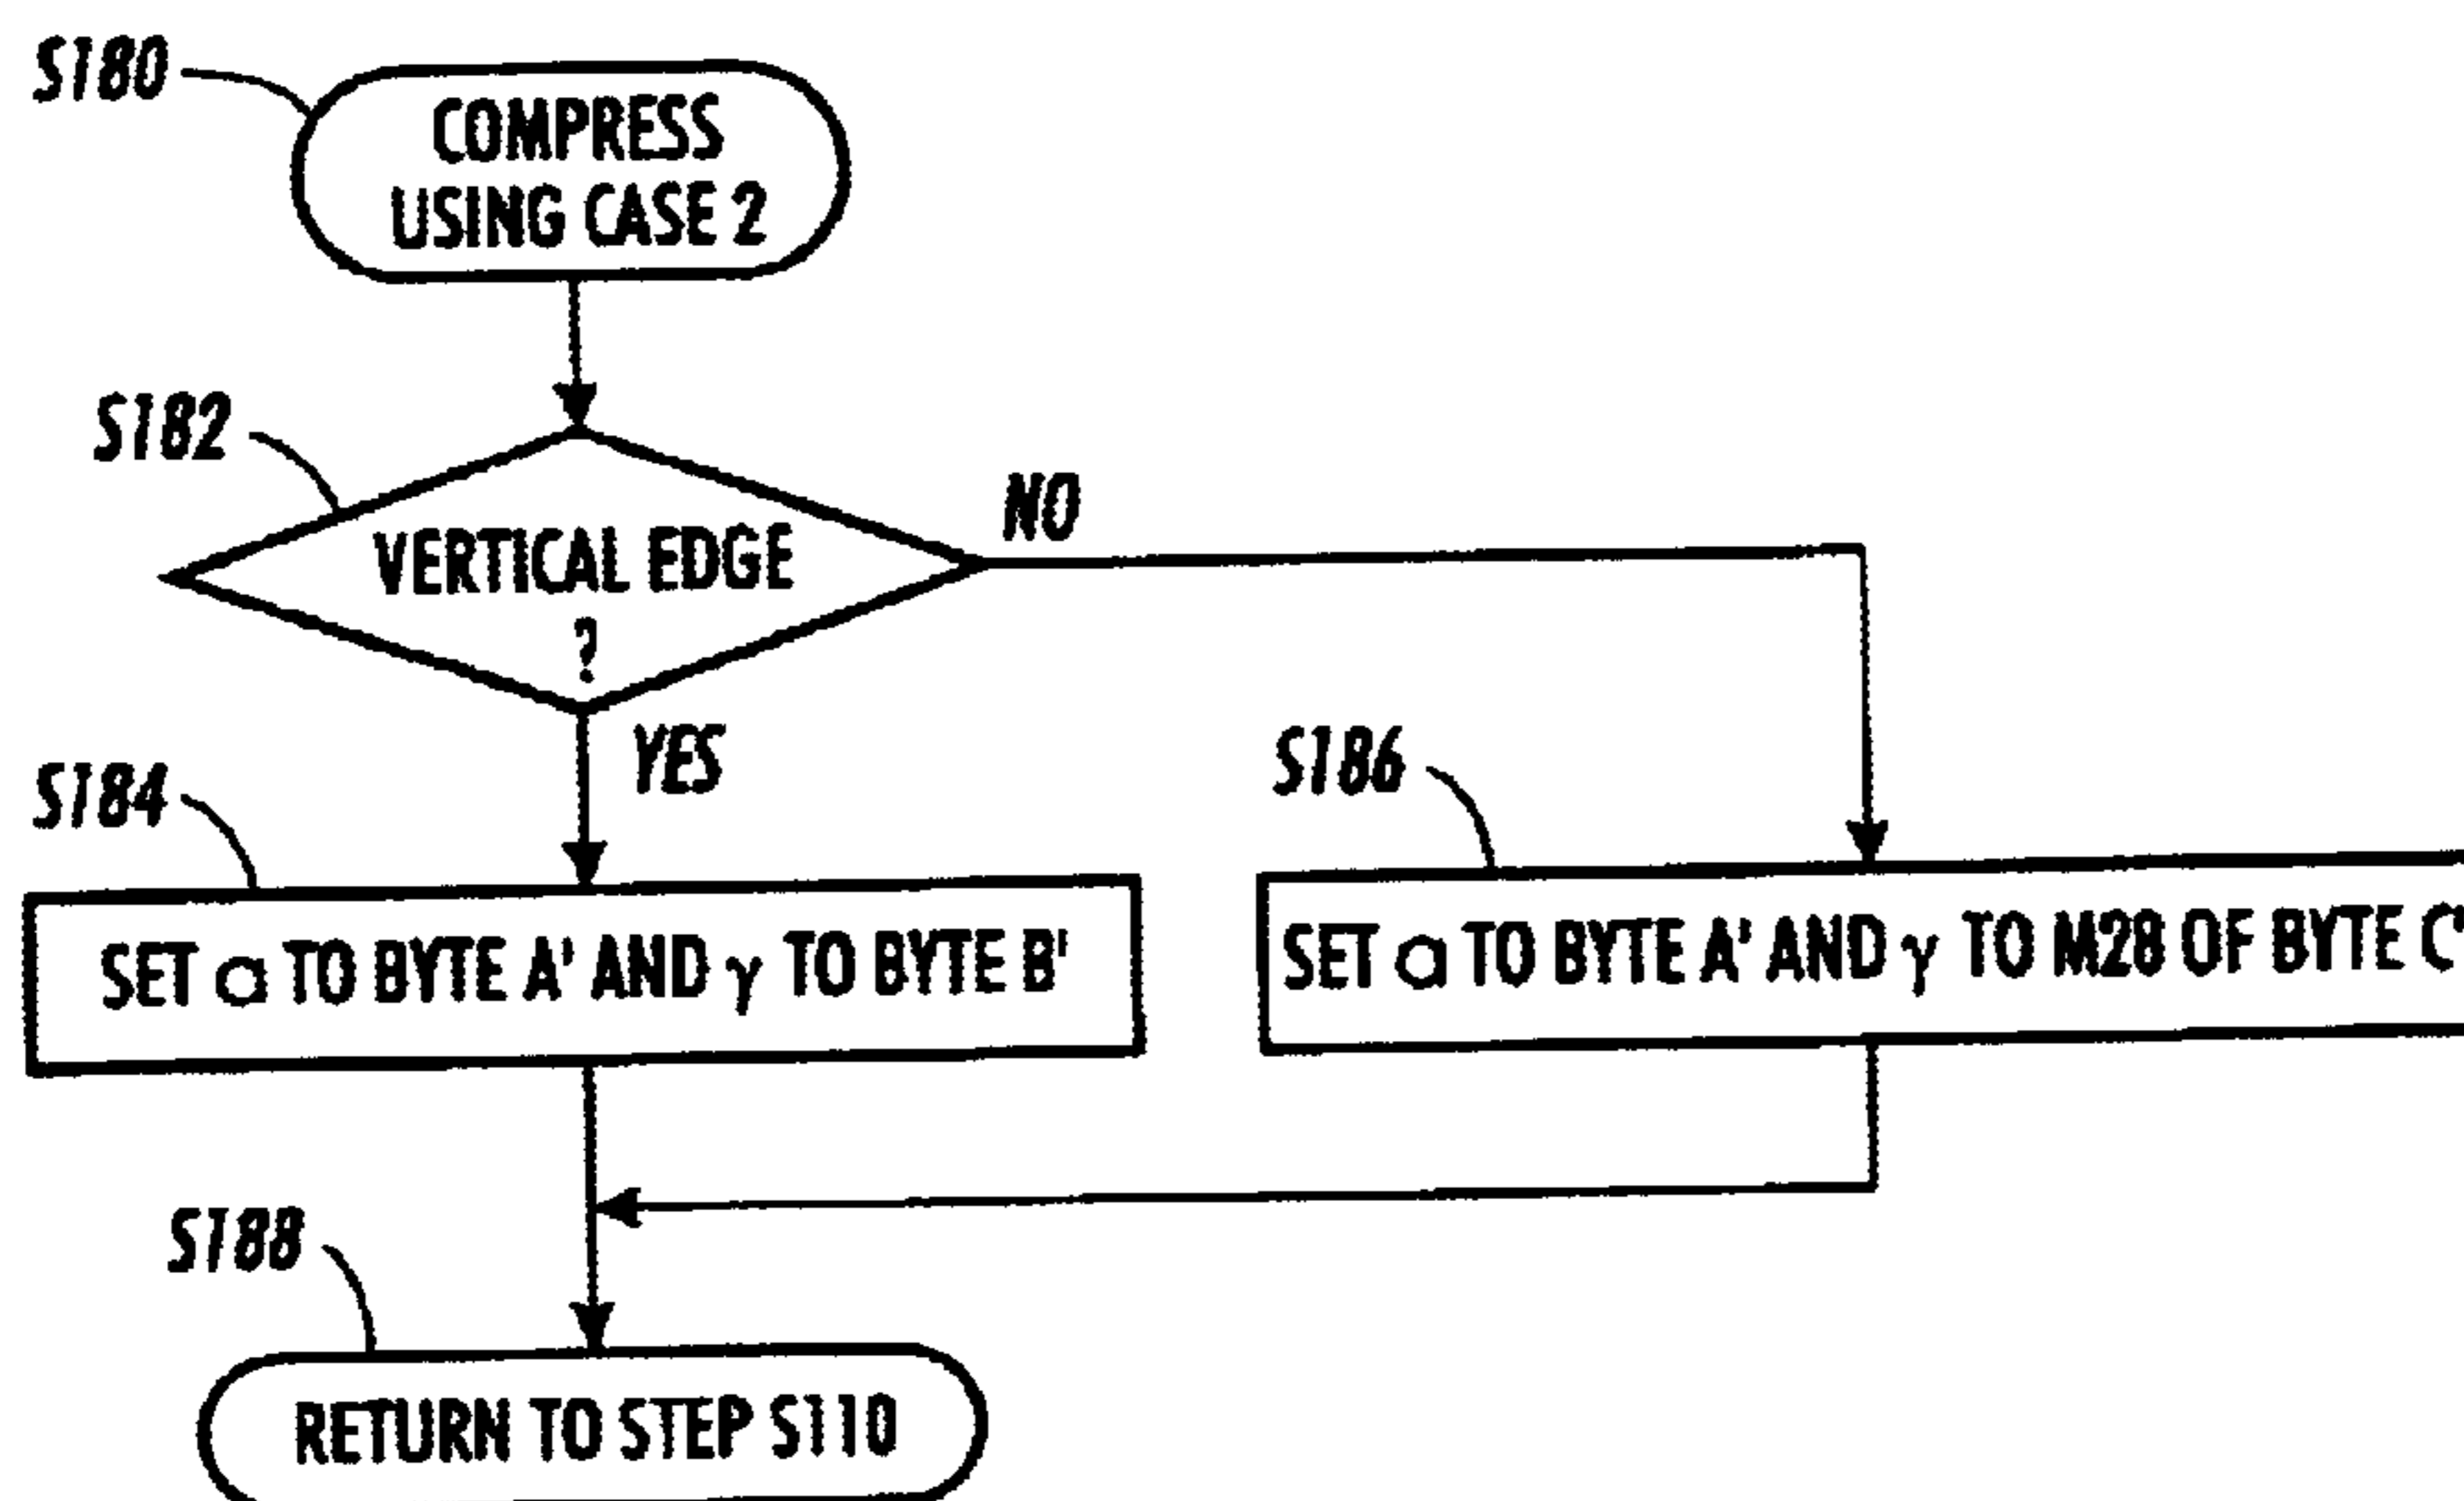 S180
COMPRESS
USING CASE 2
S182
VERTICAL EDGE
?
NO
YES
S184
SET α TO BYTE A' AND γ TO BYTE B'
S186
SET α TO BYTE A' AND γ TO M28 OF BYTE C'
S188
RETURN TO STEP S110